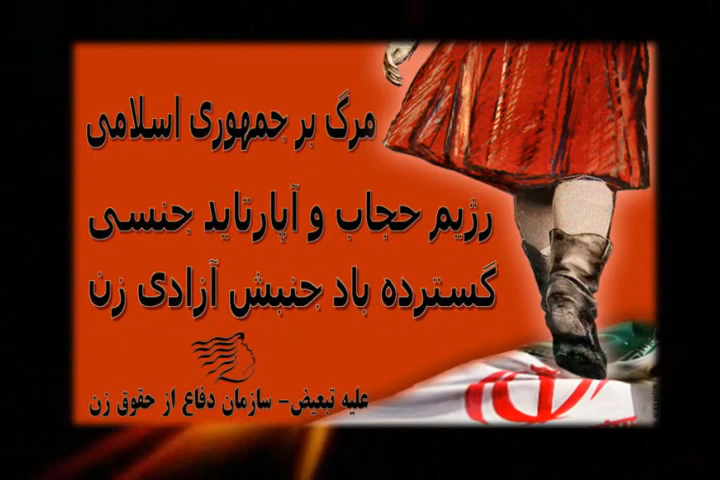 مرگ بر جمهوری اسلامی
رژیم حجاب و آپارتاید جنسی
گسترده باد جنبش آزادی زن
علیه تبعیض- سازمان دفاع از حقوق زن